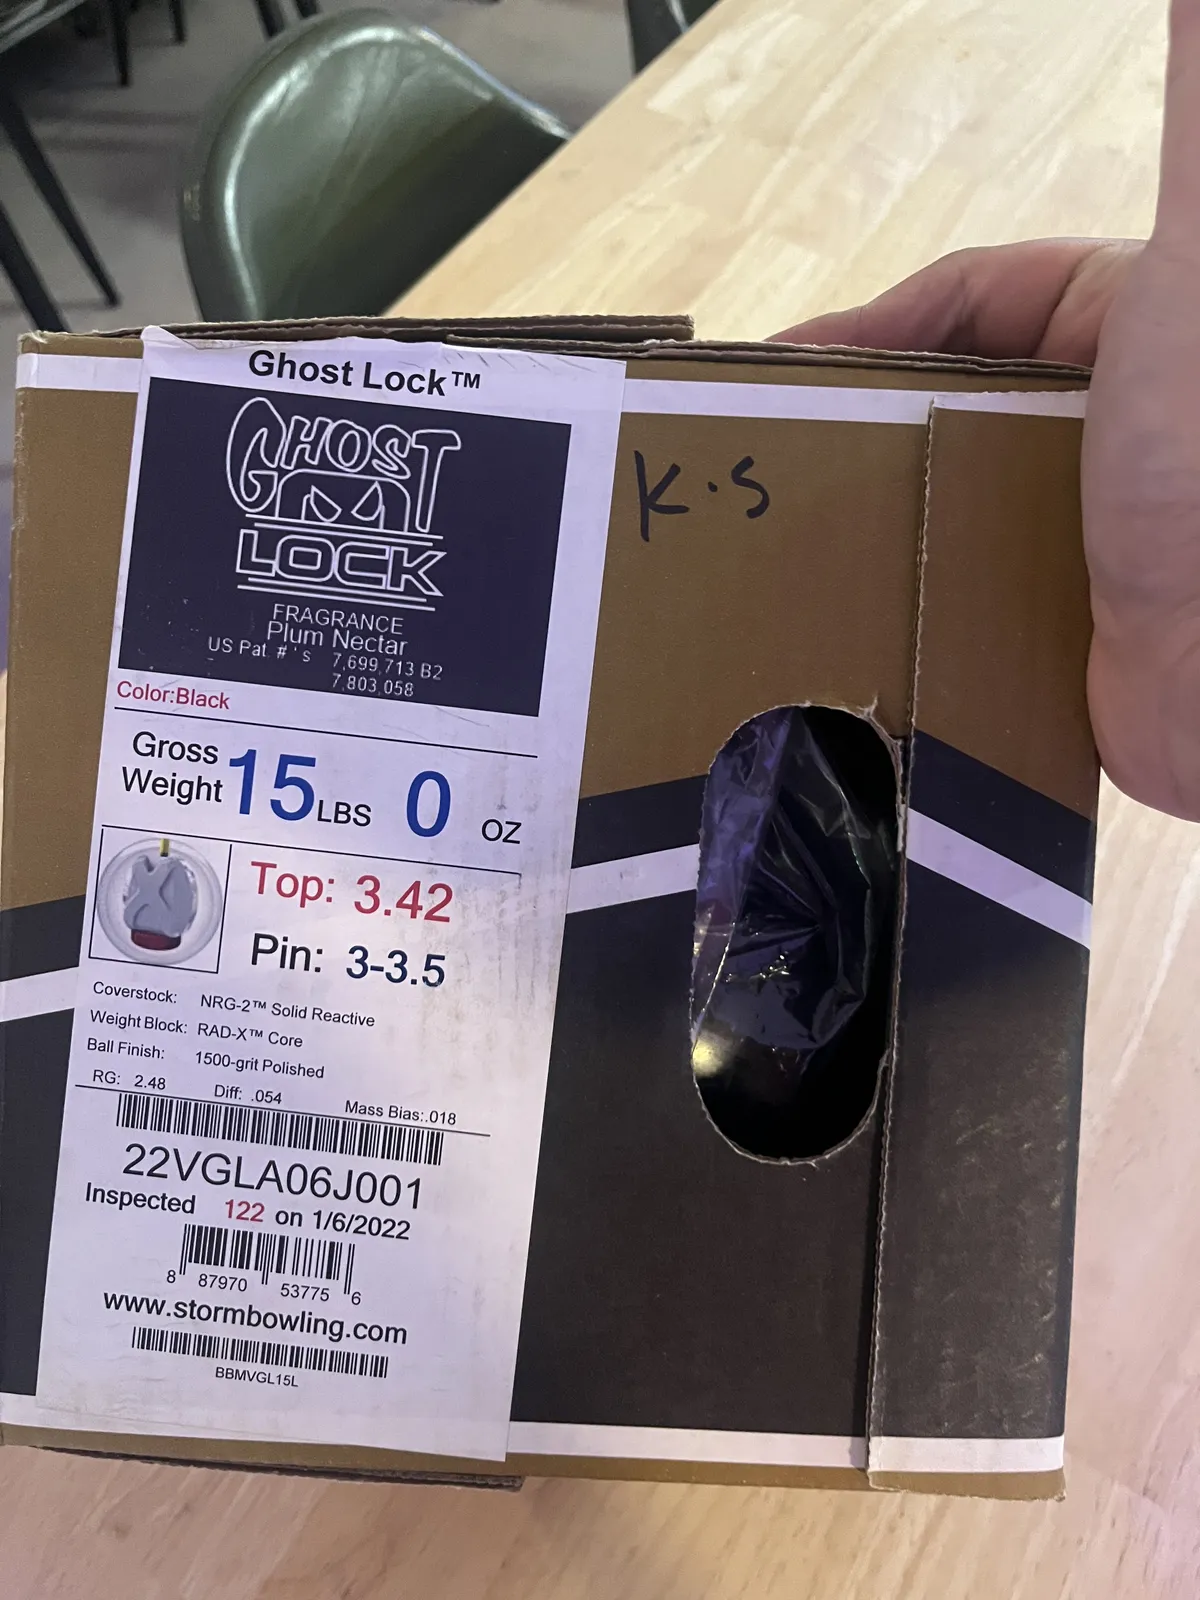 Ghost Lock™
GHOST
LOCK
FRAGRANCE
Plum Nectar
US Pat. #'s 7,699,713 B2
7,803,058
K.S
Color:Black
Gross Weight 15 LBS 0 OZ
Top: 3.42
Pin: 3-3.5
Coverstock: NRG-2™ Solid Reactive
Weight Block: RAD-X™ Core
Ball Finish: 1500-grit Polished
RG: 2.48 Diff: .054 Mass Bias:.018
22VGLA06J001
Inspected 122 on 1/6/2022
8 87970 53775 6
www.stormbowling.com
BBMVGL15L